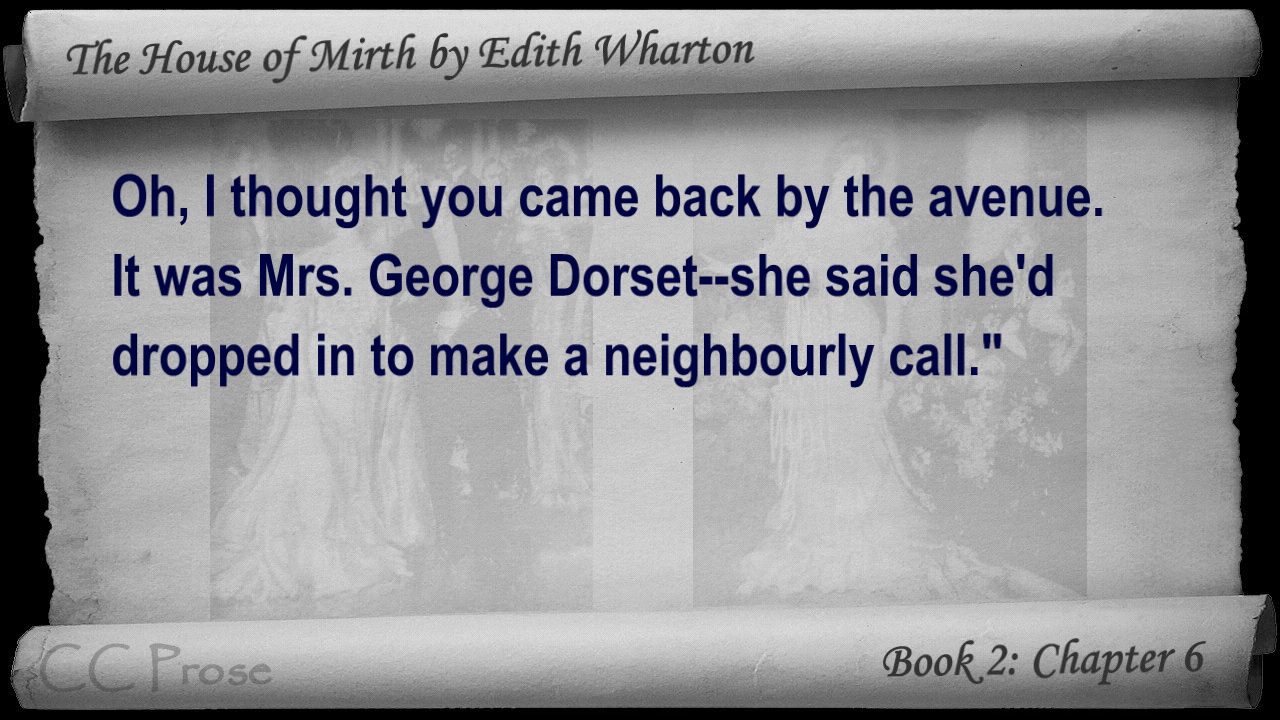 The House of Mirth by Edith Wharton
Oh, I thought you came back by the avenue.
It was Mrs. George Dorset--she said she'd
dropped in to make a neighbourly call."
CC Prose
Book 2: Chapter 6